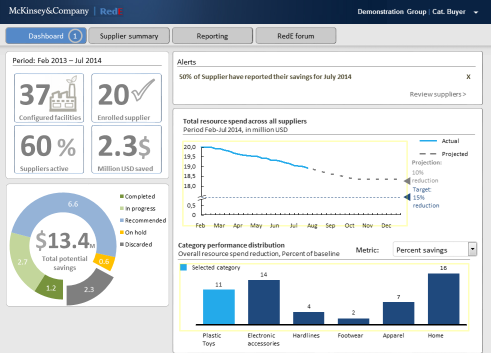 McKinsey&Company | RedE
Demonstration Group | Cat. Buyer
Dashboard 1
Supplier summary
Reporting
RedE forum
Period: Feb 2013 – Jul 2014
37
Configured facilities
20
Enrolled supplier
60 %
Suppliers active
2.3$
Million USD saved
Alerts
50% of Supplier have reported their savings for July 2014 X
Review suppliers >
Total resource spend across all suppliers
Period Feb-Jul 2014, in million USD
Actual
Projected
20,0
19,5
19,0
18,5
18,0
0,5
0
Feb Mar Apr May Jun Jul Aug Sep Oct Nov Dec
Projection:
10%
reduction
Target:
15%
reduction
6.6
2.7
1.2
2.3
0.6
$13.4M
Total potential
savings
Completed
In progress
Recommended
On hold
Discarded
Category performance distribution
Overall resource spend reduction, Percent of baseline
Metric: Percent savings
Selected category
11
14
4
2
7
16
Plastic
Toys
Electronic
accessories
Hardlines
Footwear
Apparel
Home